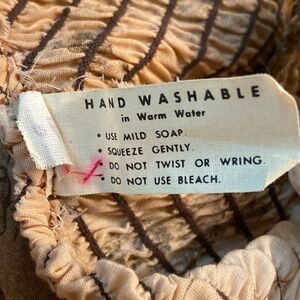 HAND WASHABLE
in Warm Water
• USE MILD SOAP.
• SQUEEZE GENTLY.
• DO NOT TWIST OR WRING.
• DO NOT USE BLEACH.